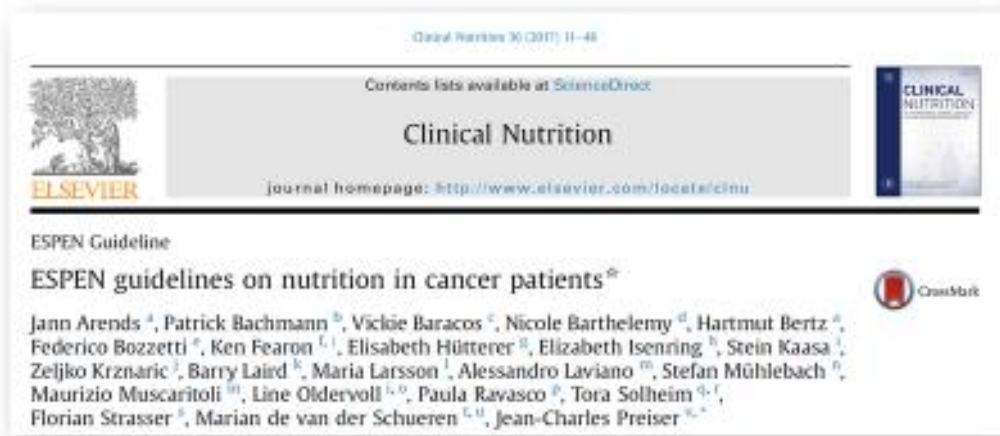 Clinical Nutrition 36 (2017) 11–48
Contents lists available at ScienceDirect
Clinical Nutrition
journal homepage: http://www.elsevier.com/locate/clnu
ELSEVIER
CLINICAL
NUTRITION
ESPEN Guideline
ESPEN guidelines on nutrition in cancer patients☆
CrossMark
Jann Arends a, Patrick Bachmann b, Vickie Baracos c, Nicole Barthelemy d, Hartmut Bertz a,
Federico Bozzetti e, Ken Fearon f, Elisabeth Hütterer g, Elizabeth Isenring h, Stein Kaasa i,
Zeljko Krznaric j, Barry Laird k, Maria Larsson l, Alessandro Laviano m, Stefan Mühlebach n,
Maurizio Muscaritoli m, Line Oldervoll i, o, Paula Ravasco p, Tora Solheim q, r,
Florian Strasser s, Marian de van der Schueren t, u, Jean-Charles Preiser v, *